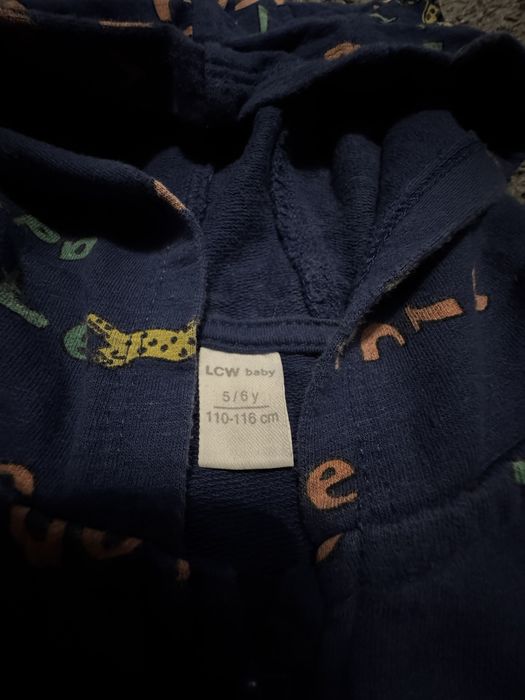 LCW baby
5/6 y
110-116 cm
e